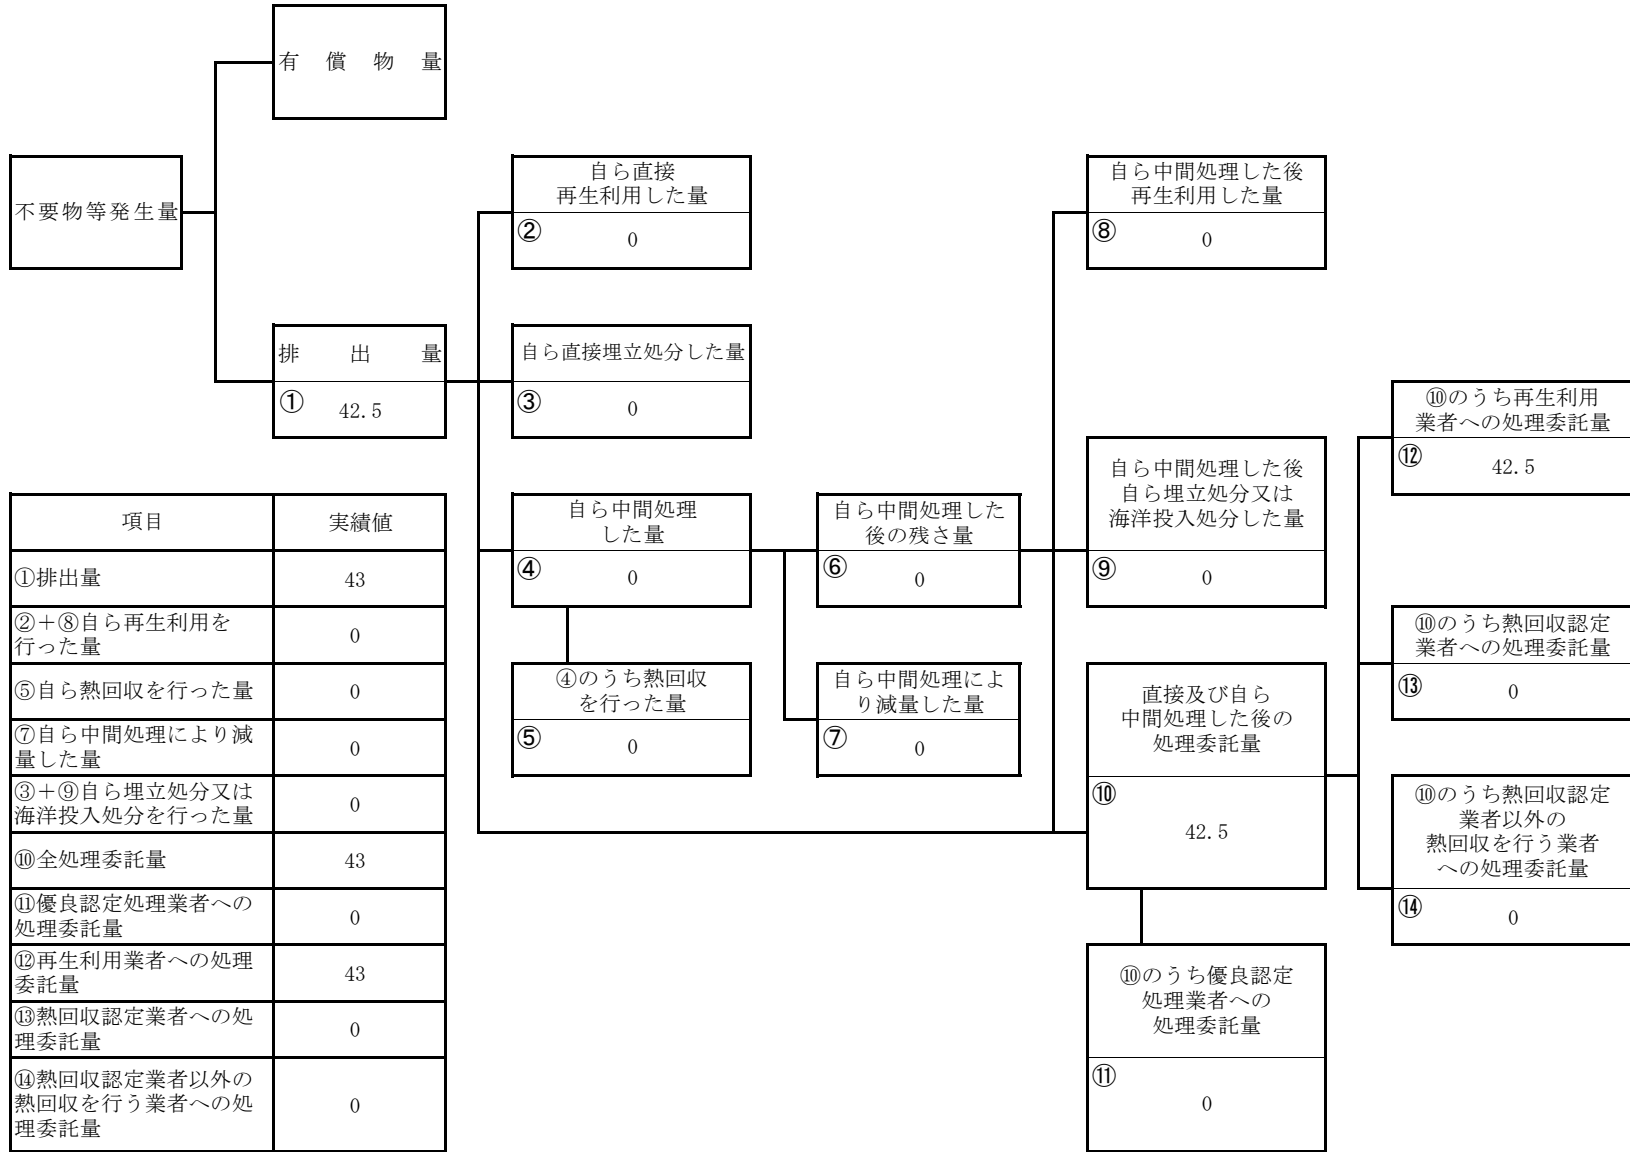 有償物量
不要物等発生量
排出量
① 42.5
自ら直接
再生利用した量
② 0
自ら直接埋立処分した量
③ 0
自ら中間処理
した量
④ 0
④のうち熱回収
を行った量
⑤ 0
自ら中間処理した
後の残さ量
⑥ 0
自ら中間処理によ
り減量した量
⑦ 0
自ら中間処理した後
再生利用した量
⑧ 0
自ら中間処理した後
自ら埋立処分又は
海洋投入処分した量
⑨ 0
直接及び自ら
中間処理した後の
処理委託量
⑩
42.5
⑩のうち優良認定
処理業者への
処理委託量
⑪
0
⑩のうち再生利用
業者への処理委託量
⑫ 42.5
⑩のうち熱回収認定
業者への処理委託量
⑬ 0
⑩のうち熱回収認定
業者以外の
熱回収を行う業者
への処理委託量
⑭ 0
項目 実績値
①排出量 43
②+⑧自ら再生利用を
行った量 0
⑤自ら熱回収を行った量 0
⑦自ら中間処理により減
量した量 0
③+⑨自ら埋立処分又は
海洋投入処分を行った量 0
⑩全処理委託量 43
⑪優良認定処理業者への
処理委託量 0
⑫再生利用業者への処理
委託量 43
⑬熱回収認定業者への処
理委託量 0
⑭熱回収認定業者以外の
熱回収を行う業者への処 0
理委託量